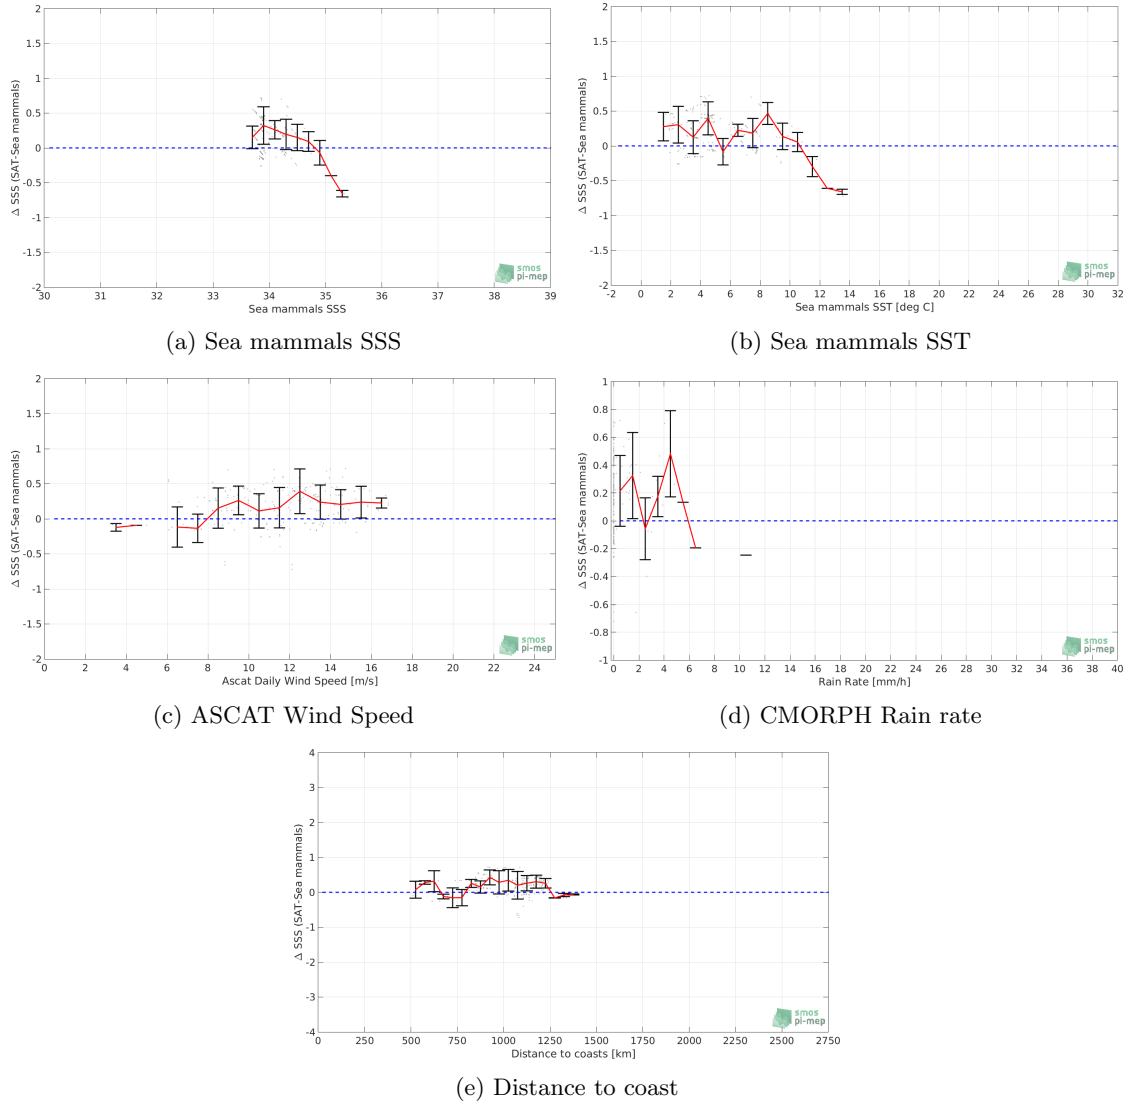 2
1.5
1
0.5
0
-0.5
-1
-1.5
-2
Δ SSS (SAT-Sea mammals)
30 31 32 33 34 35 36 37 38 39
Sea mammals SSS
smos
pi-mep
(a) Sea mammals SSS
2
1.5
1
0.5
0
-0.5
-1
-1.5
-2
Δ SSS (SAT-Sea mammals)
-2 0 2 4 6 8 10 12 14 16 18 20 22 24 26 28 30 32
Sea mammals SST [deg C]
smos
pi-mep
(b) Sea mammals SST
2
1.5
1
0.5
0
-0.5
-1
-1.5
-2
Δ SSS (SAT-Sea mammals)
0 2 4 6 8 10 12 14 16 18 20 22 24
Ascat Daily Wind Speed [m/s]
smos
pi-mep
(c) ASCAT Wind Speed
1
0.8
0.6
0.4
0.2
0
-0.2
-0.4
-0.6
-0.8
-1
Δ SSS (SAT-Sea mammals)
0 2 4 6 8 10 12 14 16 18 20 22 24 26 28 30 32 34 36 38 40
Rain Rate [mm/h]
smos
pi-mep
(d) CMORPH Rain rate
4
3
2
1
0
-1
-2
-3
-4
Δ SSS (SAT-Sea mammals)
0 250 500 750 1000 1250 1500 1750 2000 2250 2500 2750
Distance to coasts [km]
smos
pi-mep
(e) Distance to coast